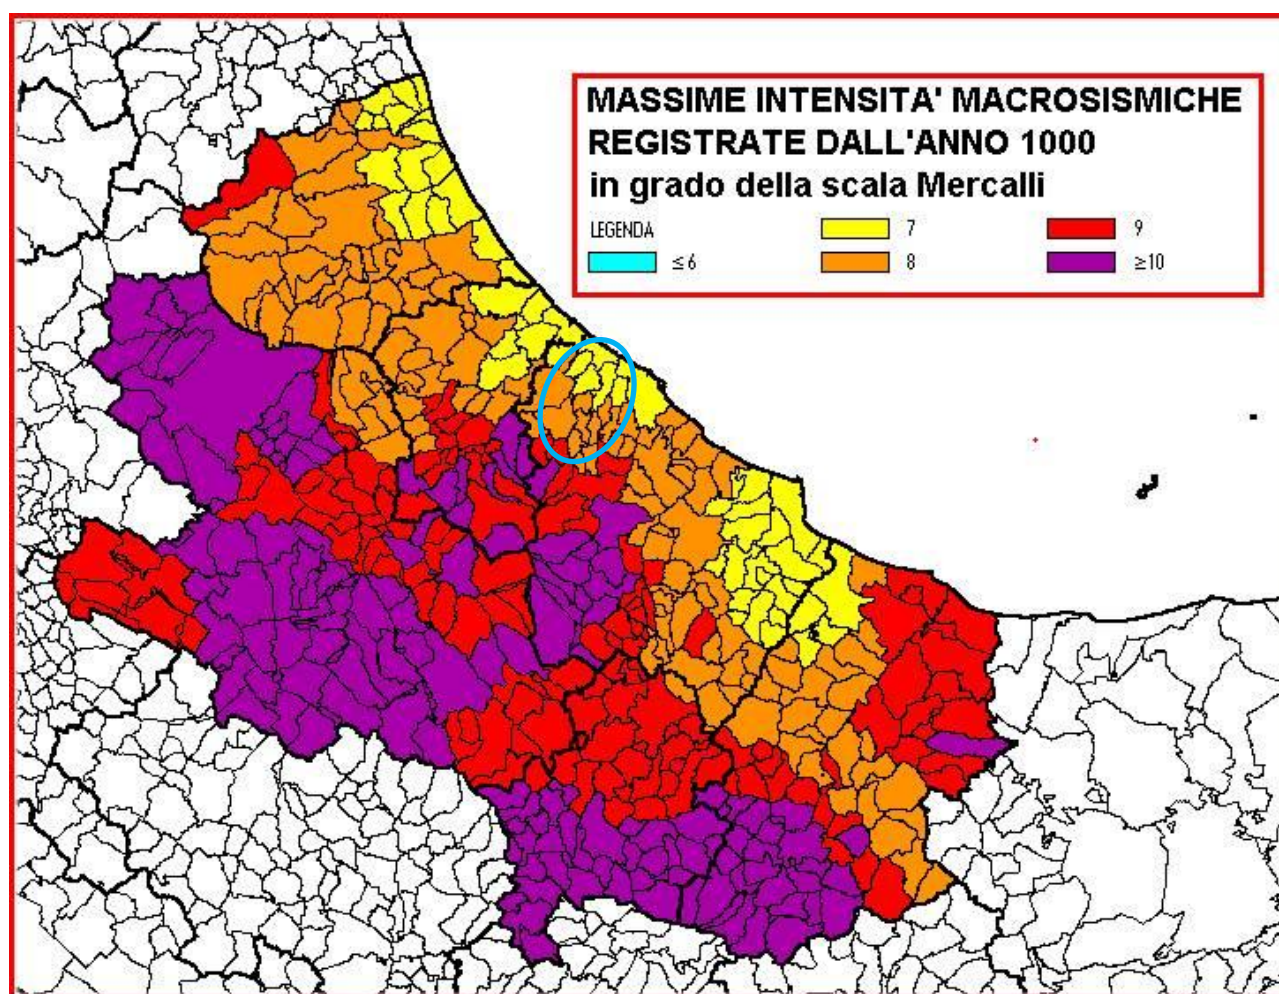 MASSIME INTENSITA' MACROSISMICHE
REGISTRATE DALL'ANNO 1000
in grado della scala Mercalli
LEGENDA
7
9
≤6
8
≥10